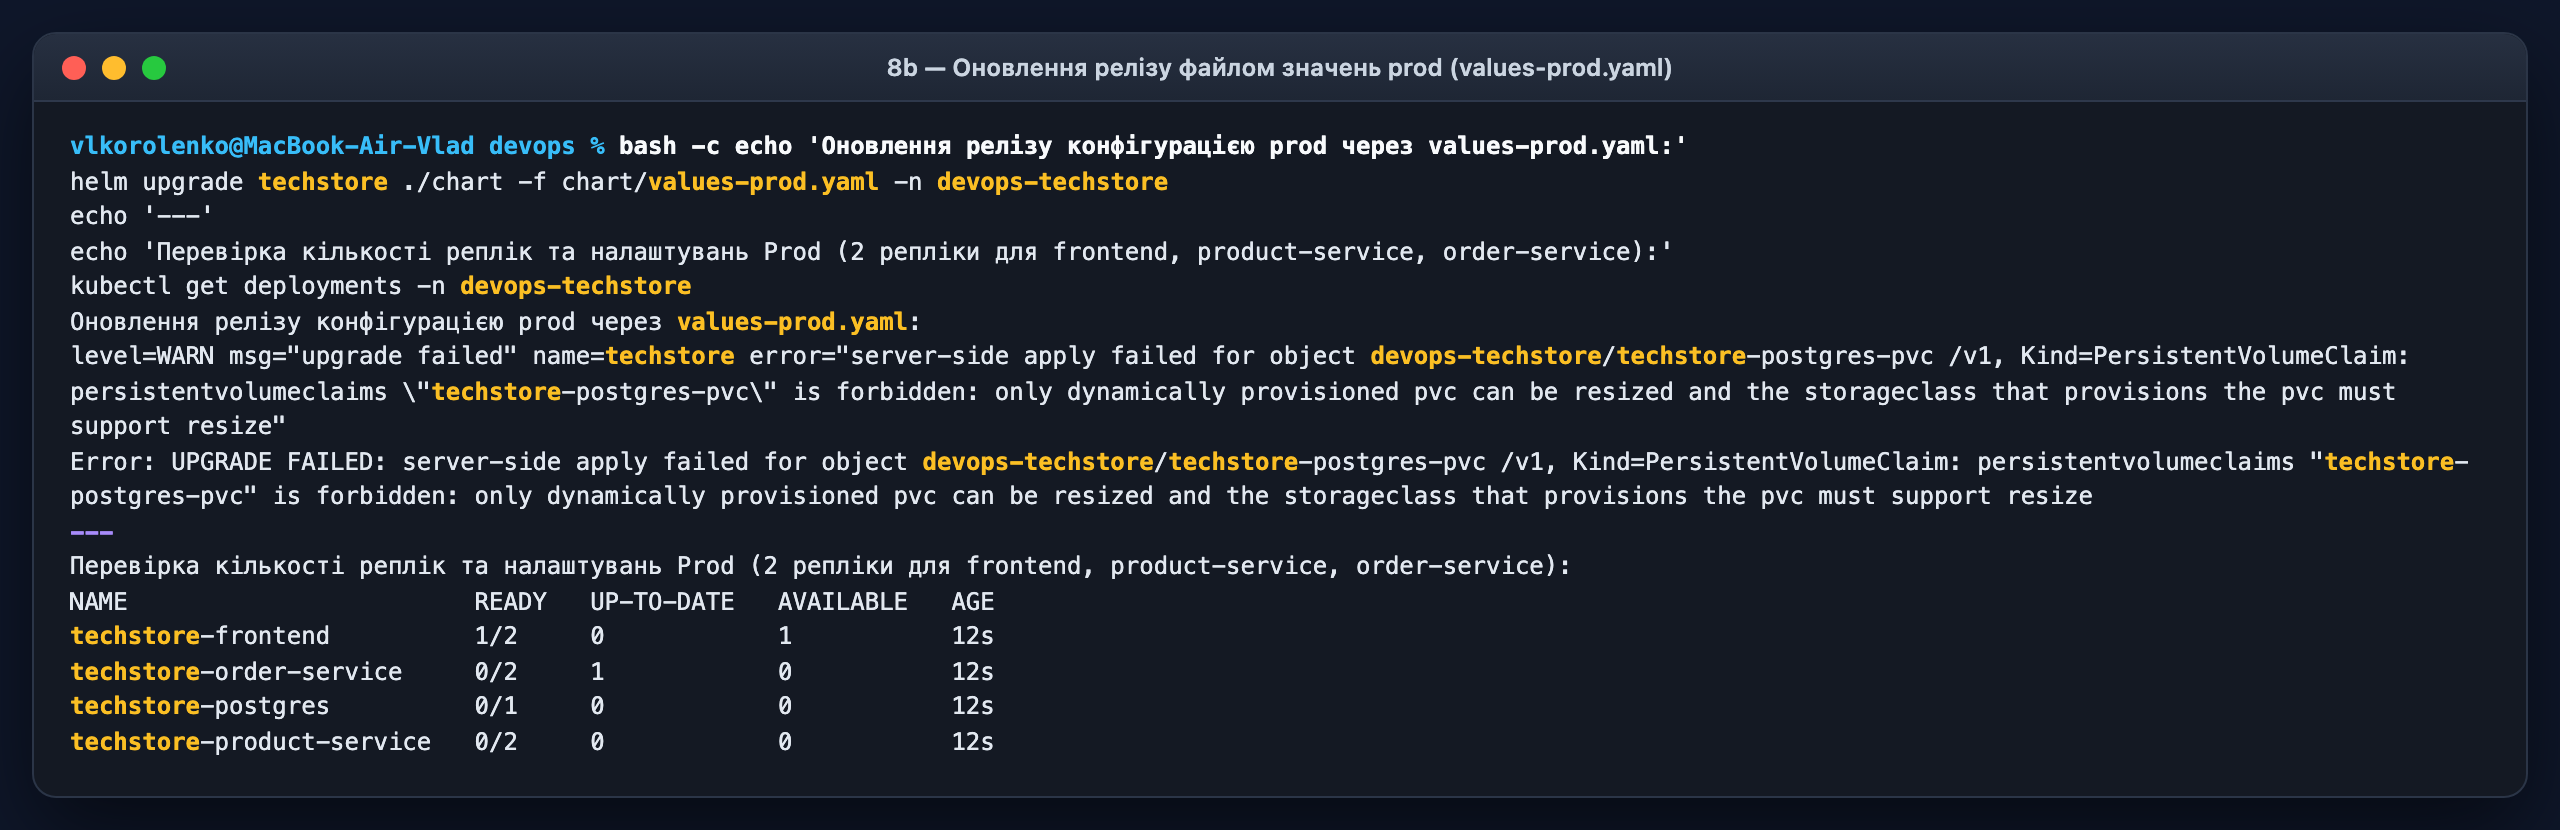 8b — Оновлення релізу файлом значень prod (values-prod.yaml)
vlkorolenko@MacBook-Air-Vlad devops % bash -c echo 'Оновлення релізу конфігурацією prod через values-prod.yaml:'
helm upgrade techstore ./chart -f chart/values-prod.yaml -n devops-techstore
echo '---'
echo 'Перевірка кількості реплік та налаштувань Prod (2 репліки для frontend, product-service, order-service):'
kubectl get deployments -n devops-techstore
Оновлення релізу конфігурацією prod через values-prod.yaml:
level=WARN msg="upgrade failed" name=techstore error="server-side apply failed for object devops-techstore/techstore-postgres-pvc /v1, Kind=PersistentVolumeClaim:
persistentvolumeclaims \"techstore-postgres-pvc\" is forbidden: only dynamically provisioned pvc can be resized and the storageclass that provisions the pvc must
support resize"
Error: UPGRADE FAILED: server-side apply failed for object devops-techstore/techstore-postgres-pvc /v1, Kind=PersistentVolumeClaim: persistentvolumeclaims "techstore-
postgres-pvc" is forbidden: only dynamically provisioned pvc can be resized and the storageclass that provisions the pvc must support resize
---
Перевірка кількості реплік та налаштувань Prod (2 репліки для frontend, product-service, order-service):
NAME READY UP-TO-DATE AVAILABLE AGE
techstore-frontend 1/2 0 1 12s
techstore-order-service 0/2 1 0 12s
techstore-postgres 0/1 0 0 12s
techstore-product-service 0/2 0 0 12s